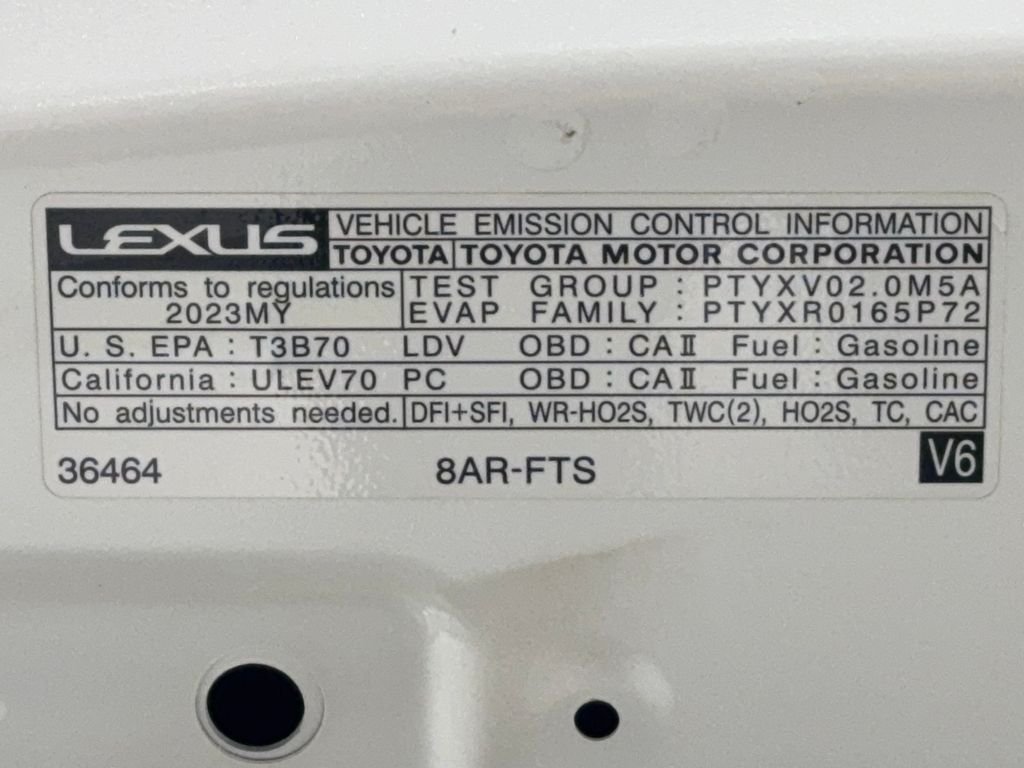 LEXUS VEHICLE EMISSION CONTROL INFORMATION
TOYOTA TOYOTA MOTOR CORPORATION
Conforms to regulations TEST GROUP : PTYXV02.0M5A
2023MY EVAP FAMILY : PTYXR0165P72
U. S. EPA : T3B70 LDV OBD : CAⅡ Fuel : Gasoline
California : ULEV70 PC OBD : CAⅡ Fuel : Gasoline
No adjustments needed. DFI+SFI, WR-HO2S, TWC(2), HO2S, TC, CAC
36464 8AR-FTS V6